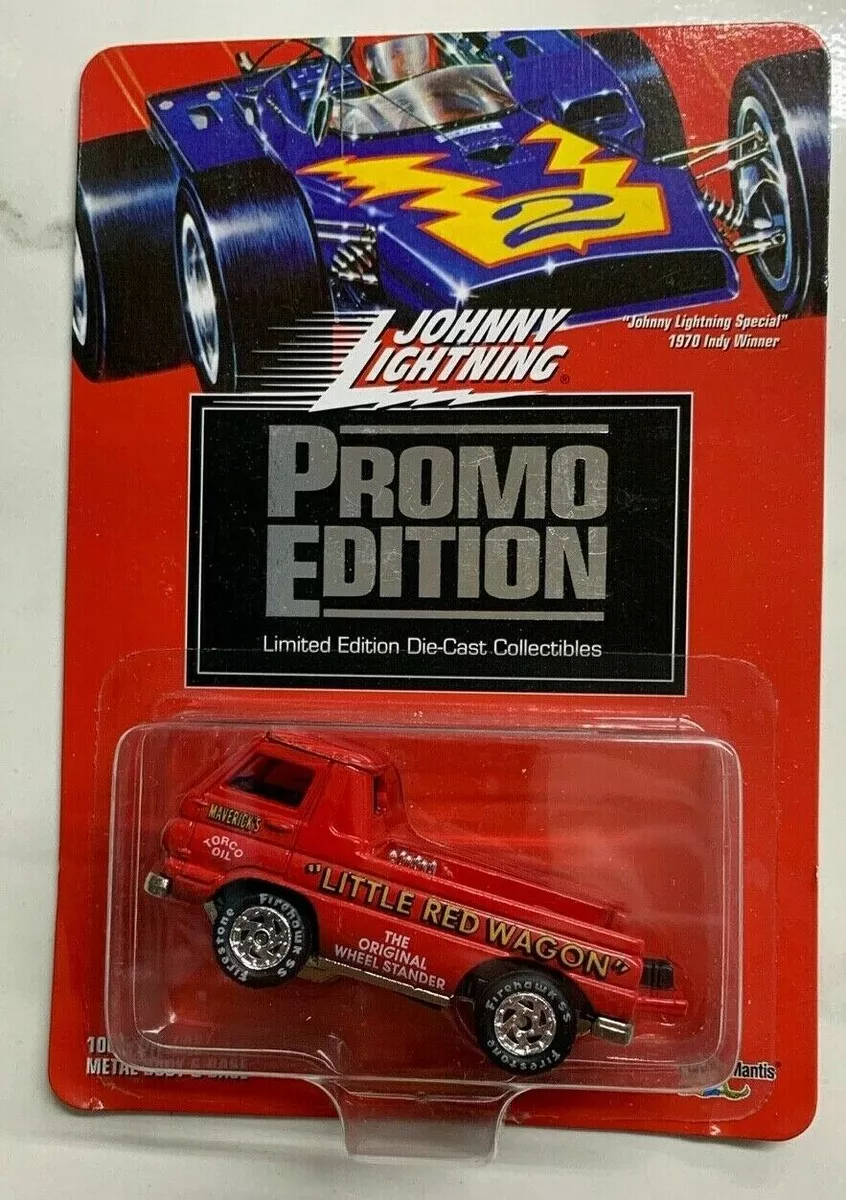 2
JOHNNY
LIGHTNING®
"Johnny Lightning Special"
1970 Indy Winner
PROMO
EDITION
Limited Edition Die-Cast Collectibles
MAVERICK'S
TORCO
OIL
"LITTLE RED WAGON"
THE
ORIGINAL
WHEEL STANDER
Firehawk SS
Firestone
Firehawk SS
Firestone
METAL BODY & BASE
Mantis